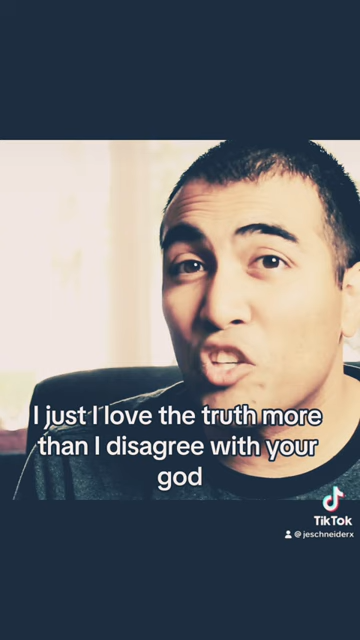 I just I love the truth more
than I disagree with your
god
TikTok
@jeschneiderx